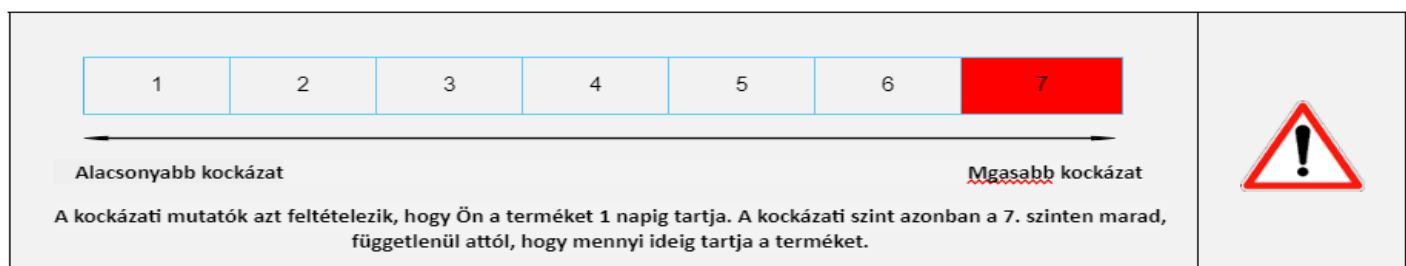 1 2 3 4 5 6 7
Alacsonyabb kockázat Mgasabb kockázat
A kockázati mutatók azt feltételezik, hogy Ön a terméket 1 napig tartja. A kockázati szint azonban a 7. szinten marad,
függetlenül attól, hogy mennyi ideig tartja a terméket.